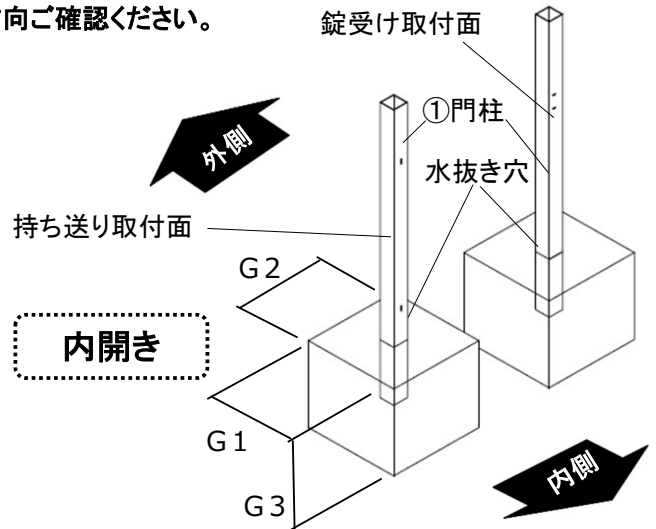 向ご確認ください。
錠受け取付面
①門柱
外側
水抜き穴
持ち送り取付面
G2
内開き
G1
内側
G3